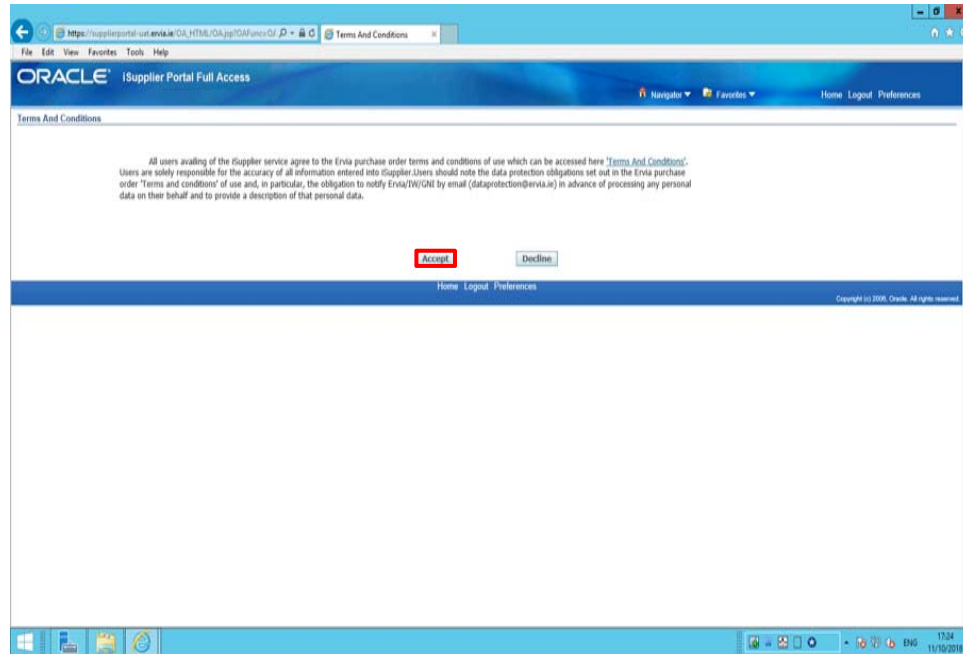 https://supplierportal-uat.ervia.ie/OA_HTML/OA.jsp?OAFunc=OA
Terms And Conditions
File Edit View Favorites Tools Help
ORACLE iSupplier Portal Full Access
Navigator Favorites Home Logout Preferences
Terms And Conditions
All users availing of the iSupplier service agree to the Ervia purchase order terms and conditions of use which can be accessed here 'Terms And Conditions'.
Users are solely responsible for the accuracy of all information entered into iSupplier.Users should note the data protection obligations set out in the Ervia purchase
order 'Terms and conditions' of use and, in particular, the obligation to notify Ervia/IW/GNI by email (dataprotection@ervia.ie) in advance of processing any personal
data on their behalf and to provide a description of that personal data.
Accept Decline
Home Logout Preferences
Copyright (c) 2006, Oracle. All rights reserved.
ENG 17:24
11/10/2018